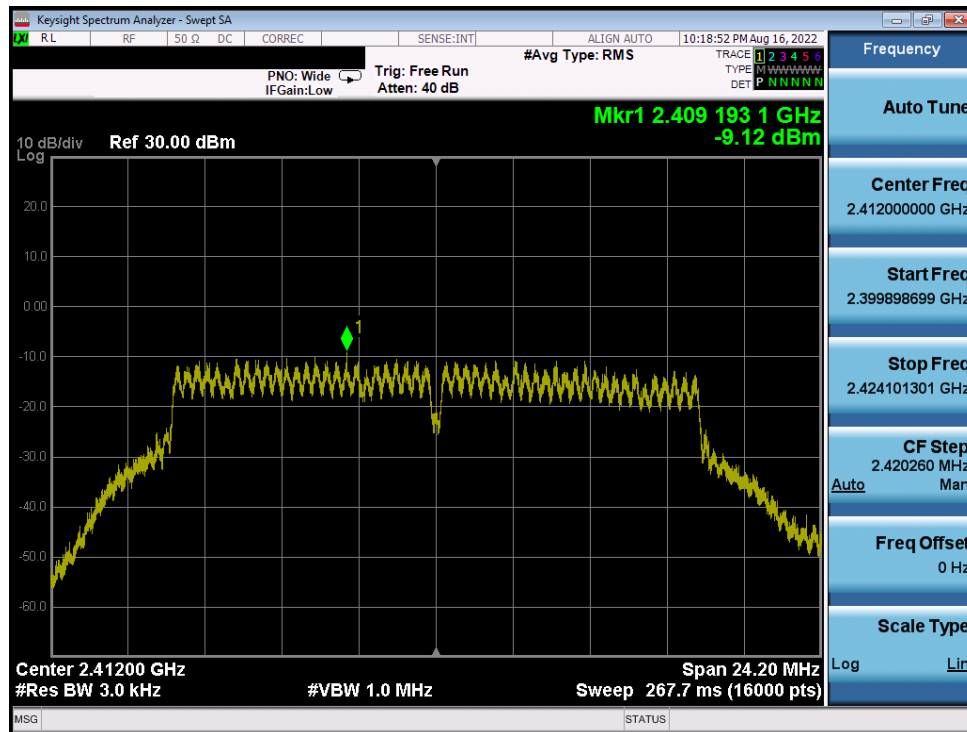 Keysight Spectrum Analyzer - Swept SA
LXI RL RF 50 Ω DC CORREC SENSE:INT ALIGN AUTO 10:18:52 PM Aug 16, 2022
#Avg Type: RMS
TRACE 1 2 3 4 5 6
TYPE M WWWWW
DET P N N N N N
PNO: Wide
IFGain:Low
Trig: Free Run
Atten: 40 dB
Mkr1 2.409 193 1 GHz
-9.12 dBm
10 dB/div
Log
Ref 30.00 dBm
20.0
10.0
0.00
-10.0
-20.0
-30.0
-40.0
-50.0
-60.0
1
Center 2.41200 GHz
Span 24.20 MHz
#Res BW 3.0 kHz
#VBW 1.0 MHz
Sweep 267.7 ms (16000 pts)
MSG
STATUS
Frequency
Auto Tune
Center Freq
2.412000000 GHz
Start Freq
2.399898699 GHz
Stop Freq
2.424101301 GHz
CF Step
2.420260 MHz
Auto Man
Freq Offset
0 Hz
Scale Type
Log Lin